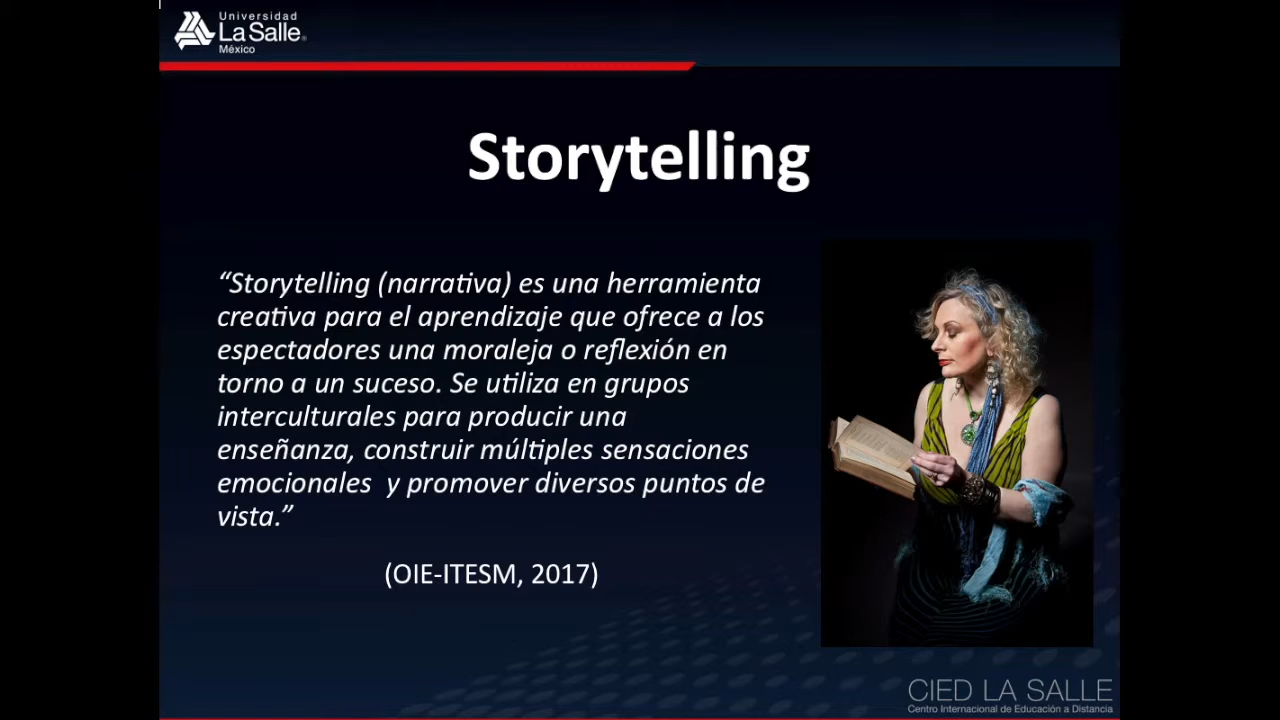 Universidad
La Salle®
México
Storytelling
“Storytelling (narrativa) es una herramienta
creativa para el aprendizaje que ofrece a los
espectadores una moraleja o reflexión en
torno a un suceso. Se utiliza en grupos
interculturales para producir una
enseñanza, construir múltiples sensaciones
emocionales  y promover diversos puntos de
vista.”
(OIE-ITESM, 2017)
CIED LA SALLE
Centro Internacional de Educación a Distancia